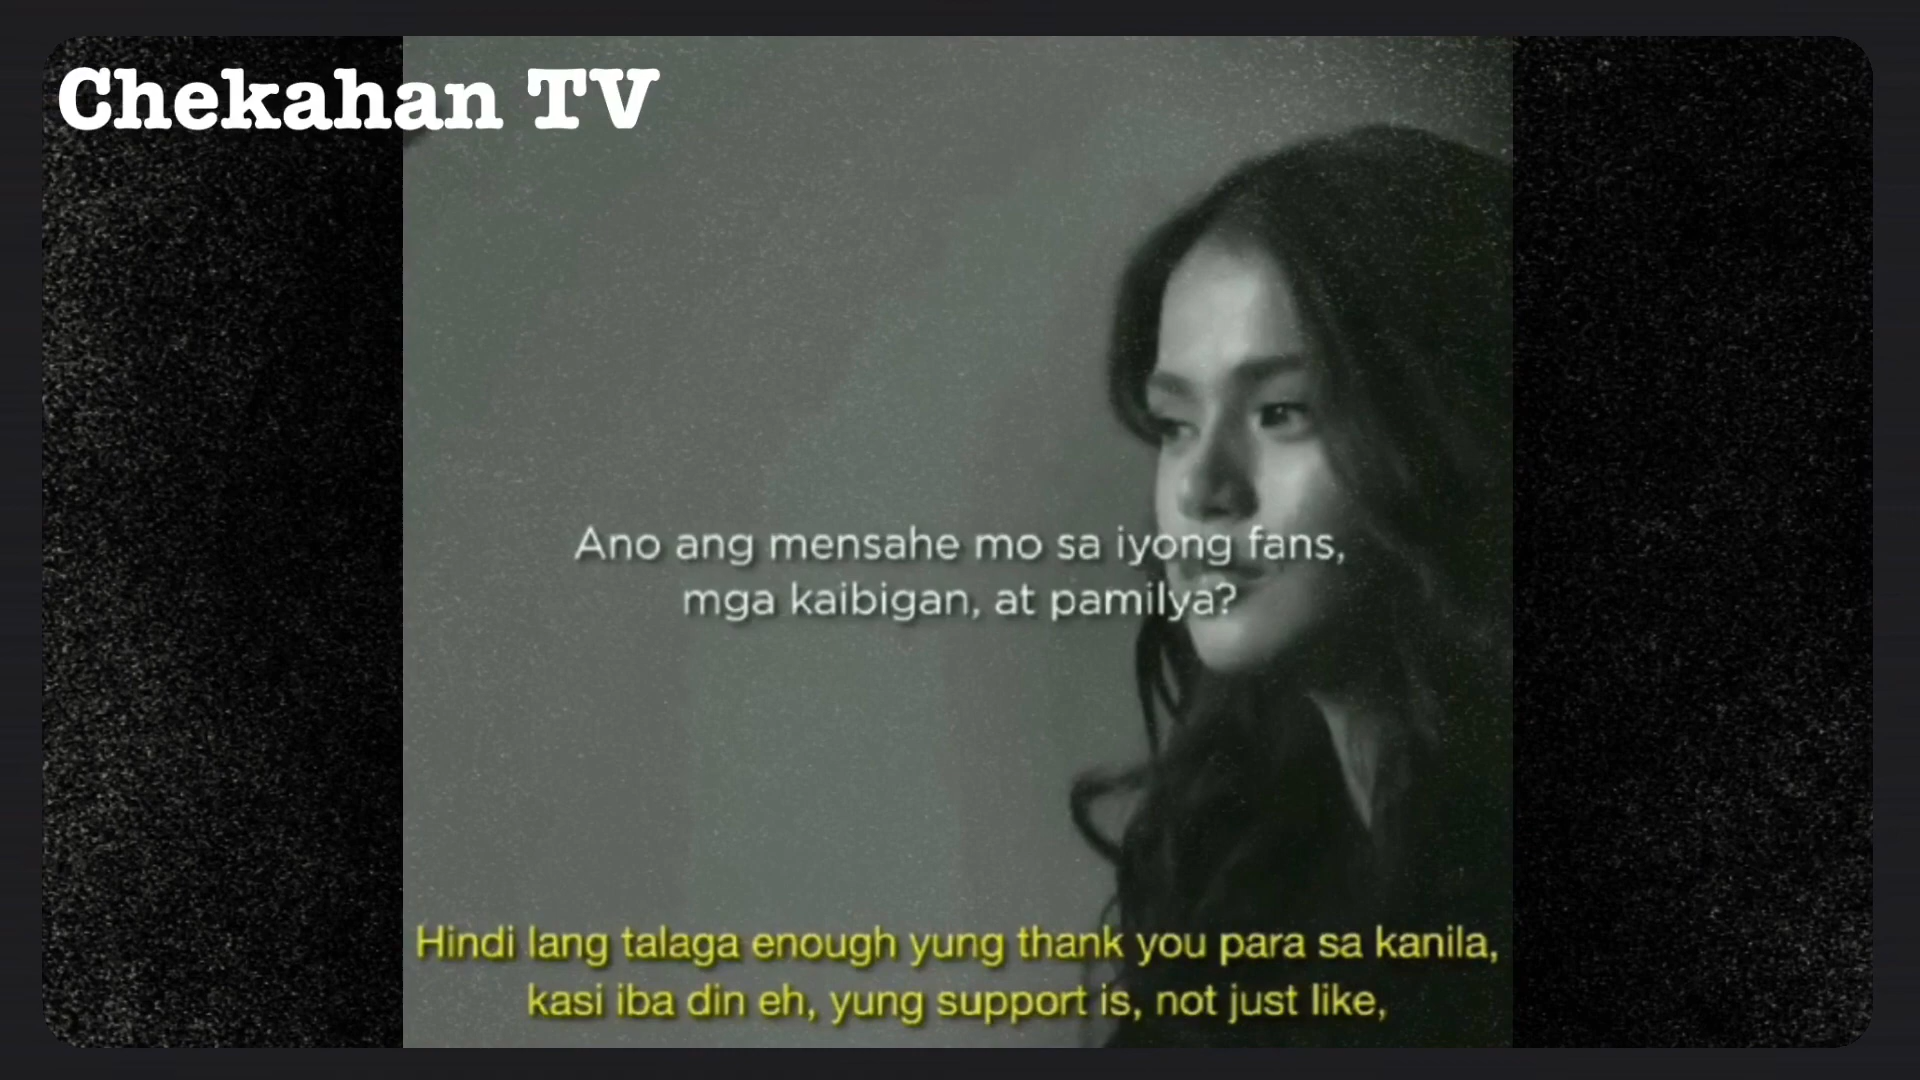 Chekahan TV
Ano ang mensahe mo sa iyong fans,
mga kaibigan, at pamilya?
Hindi lang talaga enough yung thank you para sa kanila,
kasi iba din eh, yung support is, not just like,